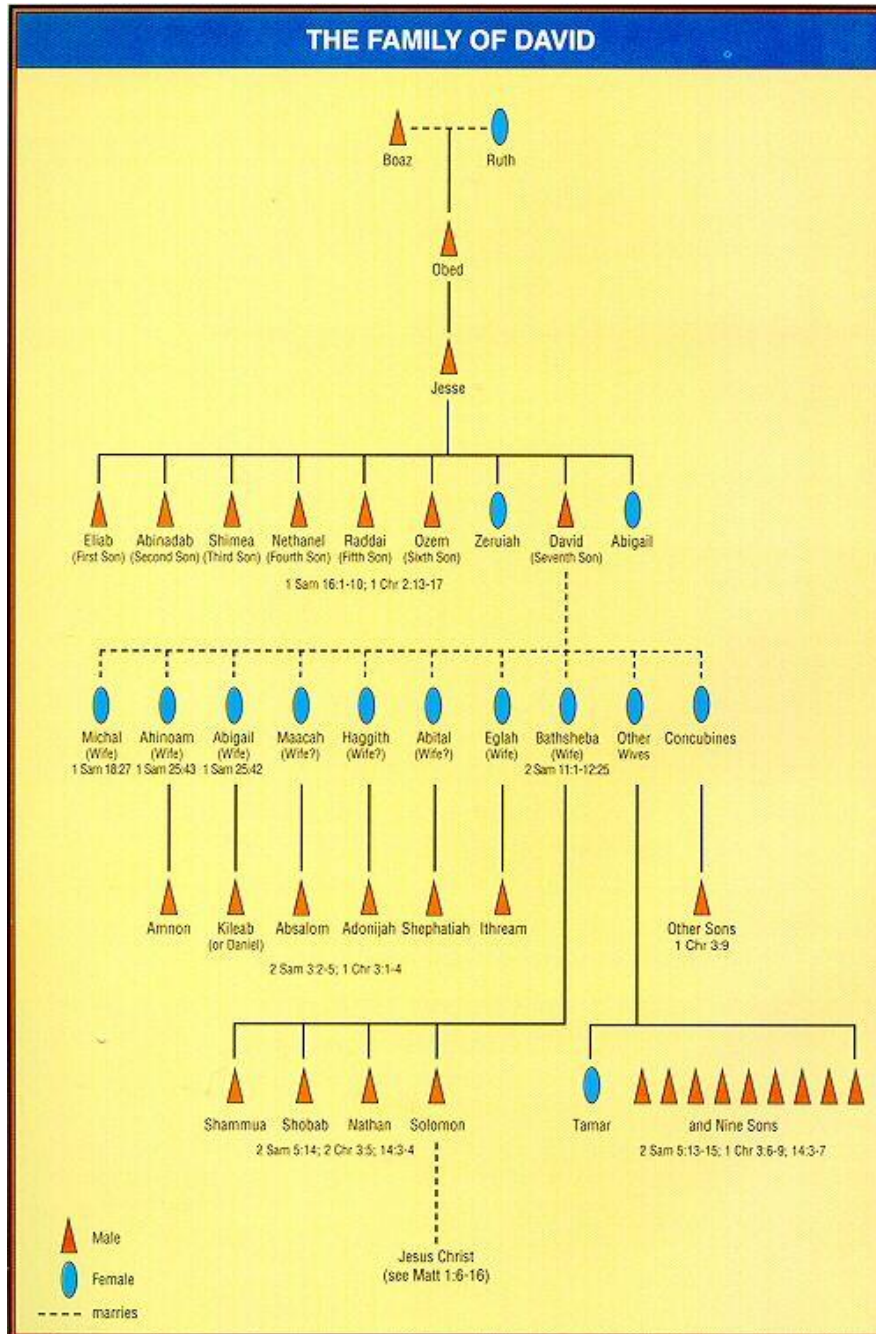 THE FAMILY OF DAVID
Boaz Ruth
Obed
Jesse
Eliab Abinadab Shimea Nethanel Raddai Ozem Zeruiah David Abigail
(First Son) (Second Son) (Third Son) (Fourth Son) (Fifth Son) (Sixth Son) (Seventh Son)
1 Sam 16:1-10; 1 Chr 2:13-17
Michal Ahinoam Abigail Maacah Haggith Abital Eglah Bathsheba Other Concubines
(Wife) (Wife) (Wife) (Wife?) (Wife?) (Wife?) (Wife) (Wife) Wives
1 Sam 18:27 1 Sam 25:43 1 Sam 25:42 2 Sam 11:1-12:25
Amnon Kileab Absalom Adonijah Shephatiah Ithream Other Sons
(or Daniel) 1 Chr 3:9
2 Sam 3:2-5; 1 Chr 3:1-4
Shammua Shobab Nathan Solomon Tamar and Nine Sons
2 Sam 5:14; 2 Chr 3:5; 14:3-4 2 Sam 5:13-15; 1 Chr 3:6-9; 14:3-7
Jesus Christ
(see Matt 1:6-16)
Male
Female
marries